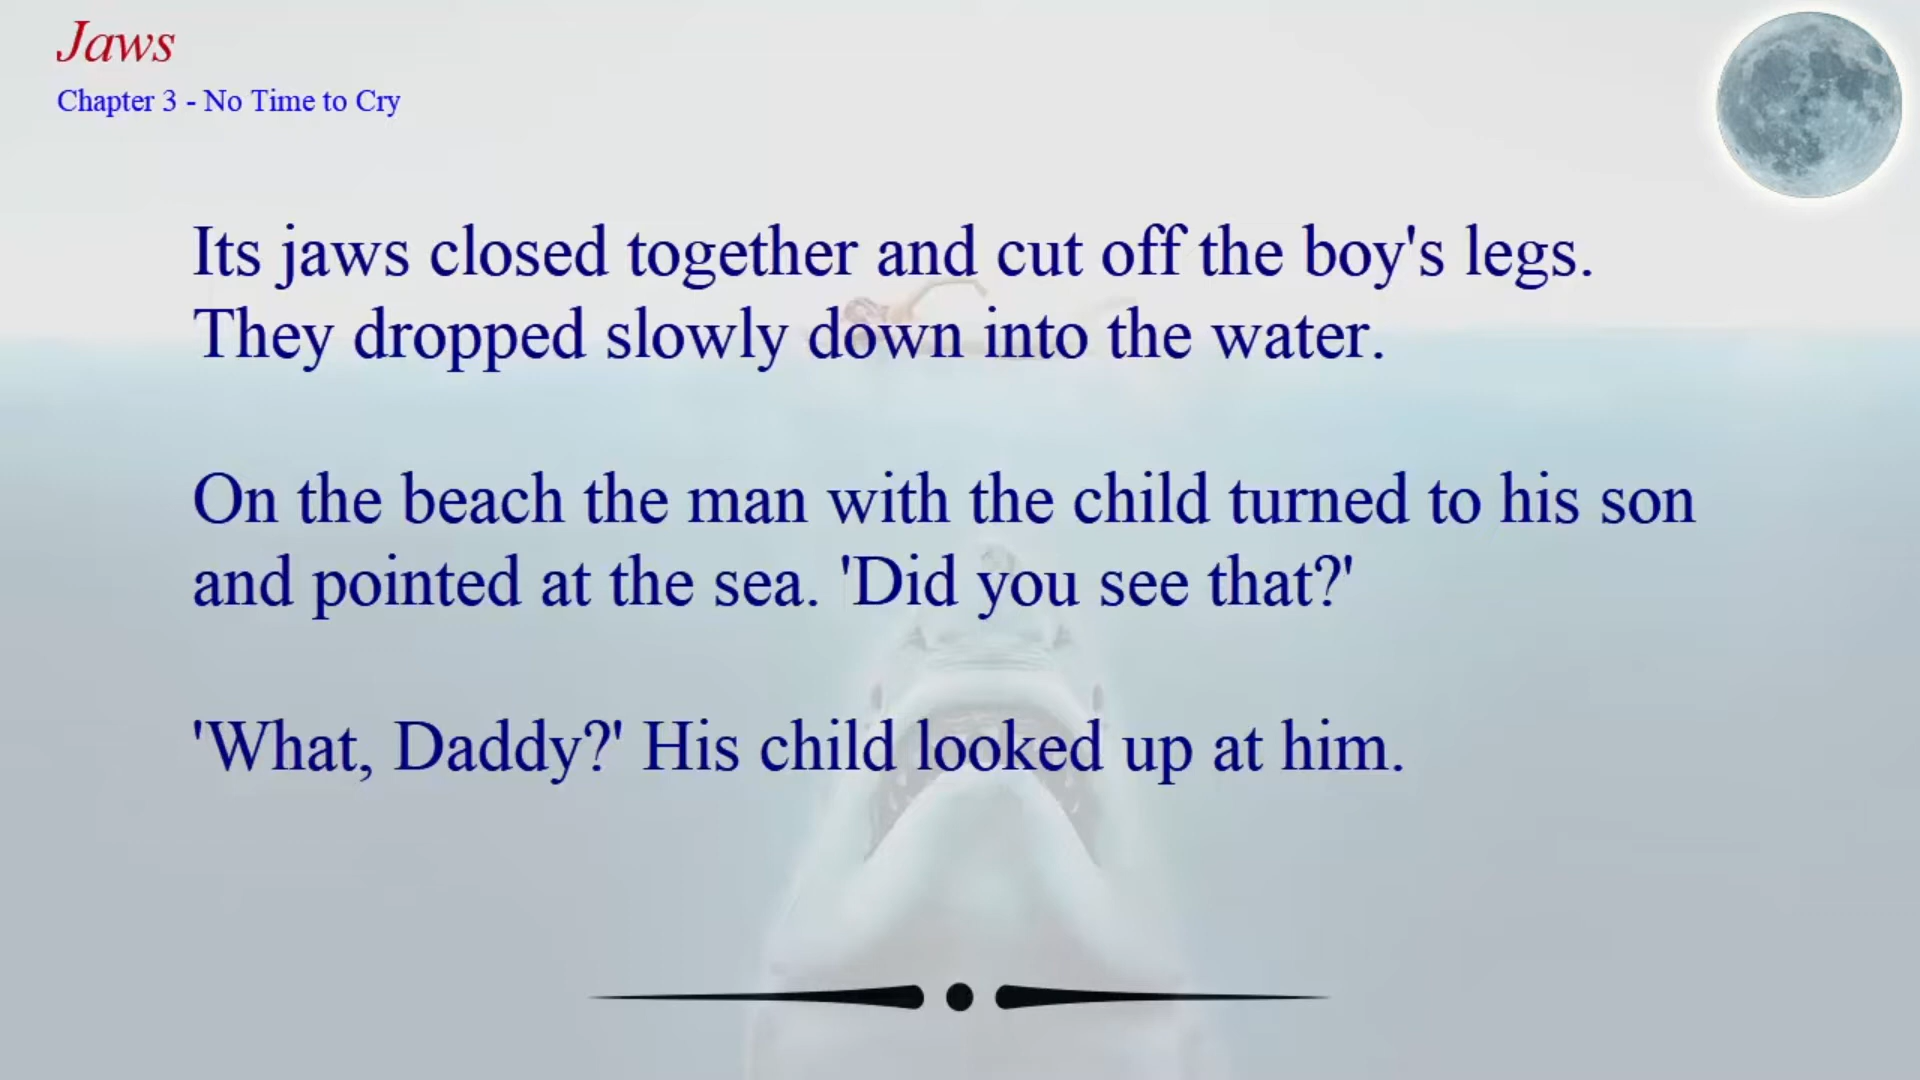 Jaws
Chapter 3 - No Time to Cry
Its jaws closed together and cut off the boy's legs.
They dropped slowly down into the water.
On the beach the man with the child turned to his son
and pointed at the sea. 'Did you see that?'
'What, Daddy?' His child looked up at him.